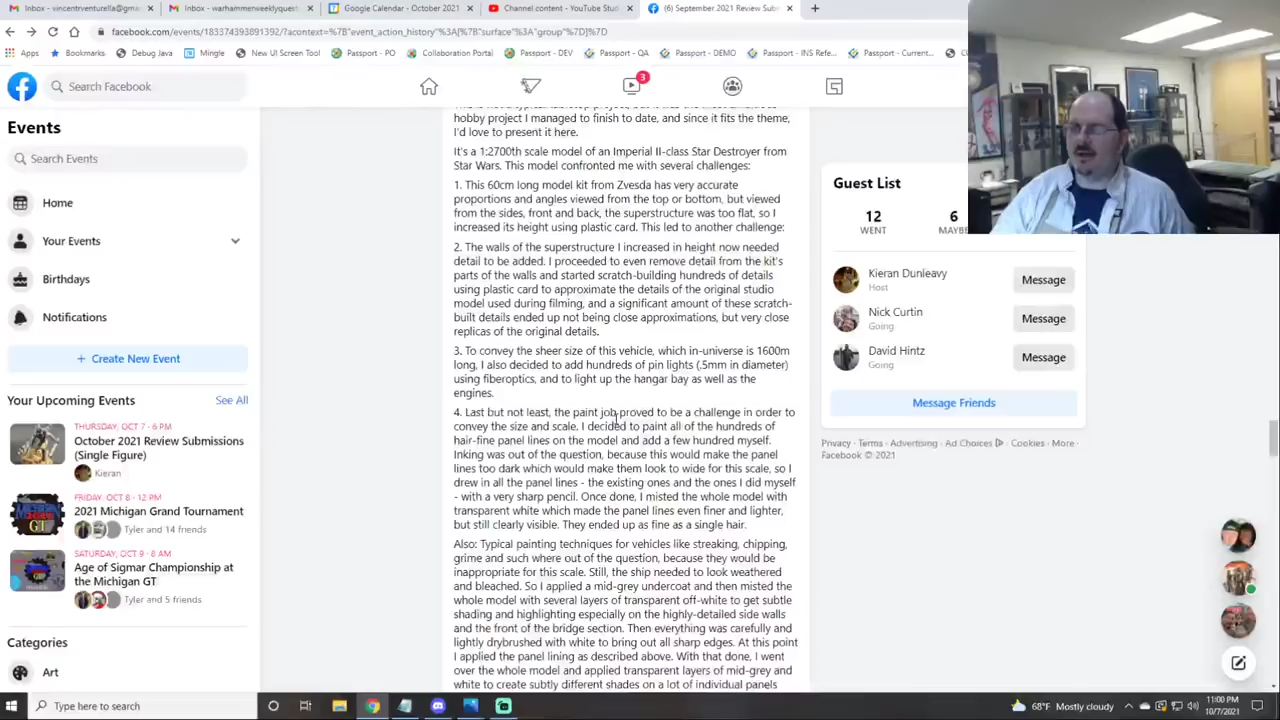 Inbox - vincentrventurella@gma
Inbox - warhammerweeklyquest
Google Calendar - October 2021
Channel content - YouTube Stud
(6) September 2021 Review Subm
facebook.com/events/183374393891392/?acontext=%7B"event_action_history"%3A[%7B"surface"%3A"group"%7D]%7D
Apps
Bookmarks
Debug Java
Mingle
New UI Screen Tool
Passport - PO
Collaboration Portal
Passport - DEV
Passport - QA
Passport - DEMO
Passport - INS Refe...
Passport - Current...
Search Facebook
3
Events
Search Events
Home
Your Events
Birthdays
Notifications
+ Create New Event
Your Upcoming Events
See All
THURSDAY, OCT 7 • 6 PM
October 2021 Review Submissions
(Single Figure)
Kieran
FRIDAY, OCT 8 • 12 PM
2021 Michigan Grand Tournament
Tyler and 14 friends
SATURDAY, OCT 9 • 8 AM
Age of Sigmar Championship at
the Michigan GT
Tyler and 5 friends
Categories
Art
hobby project I managed to finish to date, and since it fits the theme,
I'd love to present it here.
It's a 1:2700th scale model of an Imperial II-class Star Destroyer from
Star Wars. This model confronted me with several challenges:
1. This 60cm long model kit from Zvesda has very accurate
proportions and angles viewed from the top or bottom, but viewed
from the sides, front and back, the superstructure was too flat, so I
increased its height using plastic card. This led to another challenge:
2. The walls of the superstructure I increased in height now needed
detail to be added. I proceeded to even remove detail from the kit's
parts of the walls and started scratch-building hundreds of details
using plastic card to approximate the details of the original studio
model used during filming, and a significant amount of these scratch-
built details ended up not being close approximations, but very close
replicas of the original details.
3. To convey the sheer size of this vehicle, which in-universe is 1600m
long, I also decided to add hundreds of pin lights (.5mm in diameter)
using fiberoptics, and to light up the hangar bay as well as the
engines.
4. Last but not least, the paint job proved to be a challenge in order to
convey the size and scale. I decided to paint all of the hundreds of
hair-fine panel lines on the model and add a few hundred myself.
Inking was out of the question, because this would make the panel
lines too dark which would make them look to wide for this scale, so I
drew in all the panel lines - the existing ones and the ones I did myself
- with a very sharp pencil. Once done, I misted the whole model with
transparent white which made the panel lines even finer and lighter,
but still clearly visible. They ended up as fine as a single hair.
Also: Typical painting techniques for vehicles like streaking, chipping,
grime and such where out of the question, because they would be
inappropriate for this scale. Still, the ship needed to look weathered
and bleached. So I applied a mid-grey undercoat and then misted the
whole model with several layers of transparent off-white to get subtle
shading and highlighting especially on the highly-detailed side walls
and the front of the bridge section. Then everything was carefully and
lightly drybrushed with white to bring out all sharp edges. At this point
I applied the panel lining as described above. With that done, I went
over the whole model and applied transparent layers of mid-grey and
white to create subtly different shades on a lot of individual panels
Guest List
12
WENT
6
MAYBE
Kieran Dunleavy
Host
Message
Nick Curtin
Going
Message
David Hintz
Going
Message
Message Friends
Privacy · Terms · Advertising · Ad Choices · Cookies · More ·
Facebook © 2021
Type here to search
68°F Mostly cloudy
11:00 PM
10/7/2021